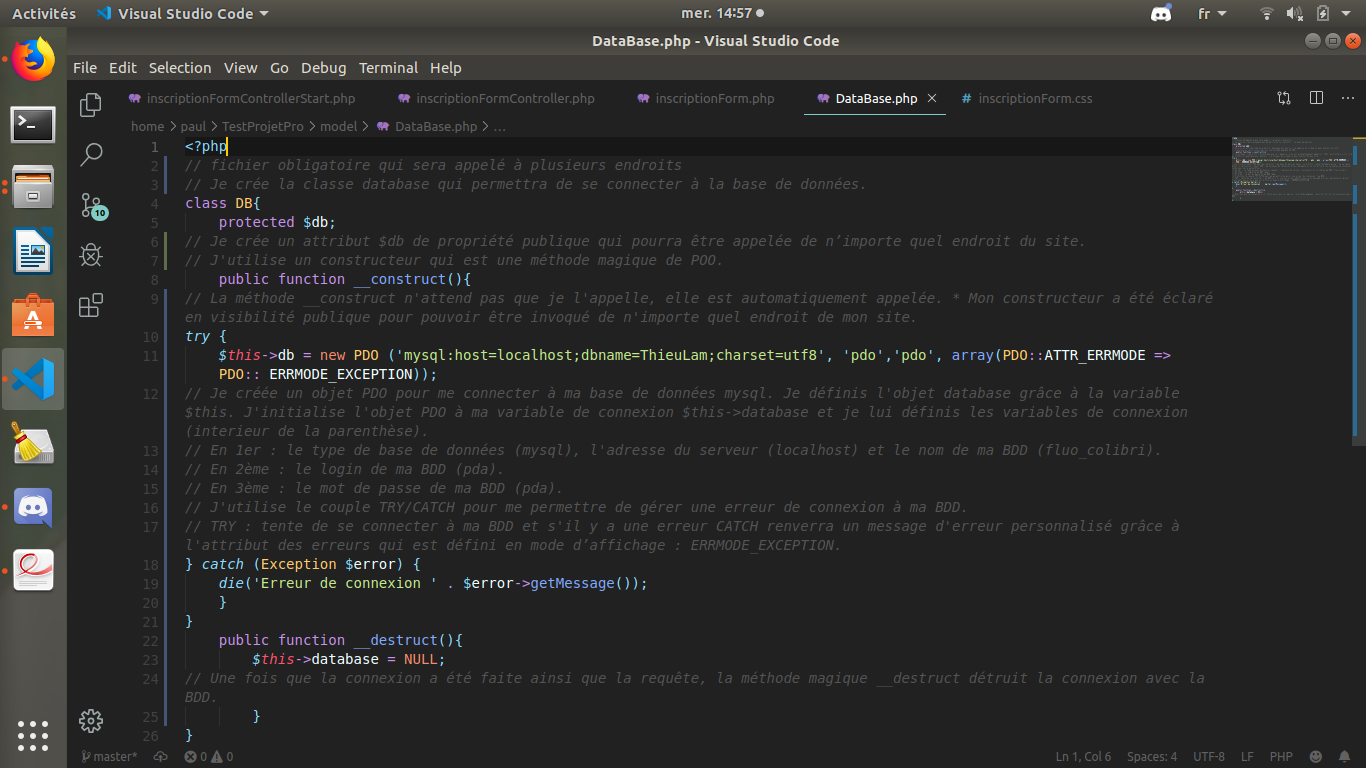 Activités Visual Studio Code mer. 14:57 fr
DataBase.php - Visual Studio Code
File Edit Selection View Go Debug Terminal Help
inscriptionFormControllerStart.php inscriptionFormController.php inscriptionForm.php DataBase.php # inscriptionForm.css ...
home > paul > TestProjetPro > model > DataBase.php > ...
1 <?php
2 // fichier obligatoire qui sera appelé à plusieurs endroits
3 // Je crée la classe database qui permettra de se connecter à la base de données.
4 class DB{
5 protected $db;
6 // Je crée un attribut $db de propriété publique qui pourra être appelée de n’importe quel endroit du site.
7 // J'utilise un constructeur qui est une méthode magique de POO.
8 public function __construct(){
9 // La méthode __construct n'attend pas que je l'appelle, elle est automatiquement appelée. * Mon constructeur a été éclaré
en visibilité publique pour pouvoir être invoqué de n'importe quel endroit de mon site.
10 try {
11 $this->db = new PDO ('mysql:host=localhost;dbname=ThieuLam;charset=utf8', 'pdo','pdo', array(PDO::ATTR_ERRMODE =>
PDO:: ERRMODE_EXCEPTION));
12 // Je créée un objet PDO pour me connecter à ma base de données mysql. Je définis l'objet database grâce à la variable
$this. J'initialise l'objet PDO à ma variable de connexion $this->database et je lui définis les variables de connexion
(interieur de la parenthèse).
13 // En 1er : le type de base de données (mysql), l'adresse du serveur (localhost) et le nom de ma BDD (fluo_colibri).
14 // En 2ème : le login de ma BDD (pda).
15 // En 3ème : le mot de passe de ma BDD (pda).
16 // J'utilise le couple TRY/CATCH pour me permettre de gérer une erreur de connexion à ma BDD.
17 // TRY : tente de se connecter à ma BDD et s'il y a une erreur CATCH renverra un message d'erreur personnalisé grâce à
l'attribut des erreurs qui est défini en mode d’affichage : ERRMODE_EXCEPTION.
18 } catch (Exception $error) {
19 die('Erreur de connexion ' . $error->getMessage());
20 }
21 }
22 public function __destruct(){
23 $this->database = NULL;
24 // Une fois que la connexion a été faite ainsi que la requête, la méthode magique __destruct détruit la connexion avec la
BDD.
25 }
26 }
10
master* 0 0 Ln 1, Col 6 Spaces: 4 UTF-8 LF PHP